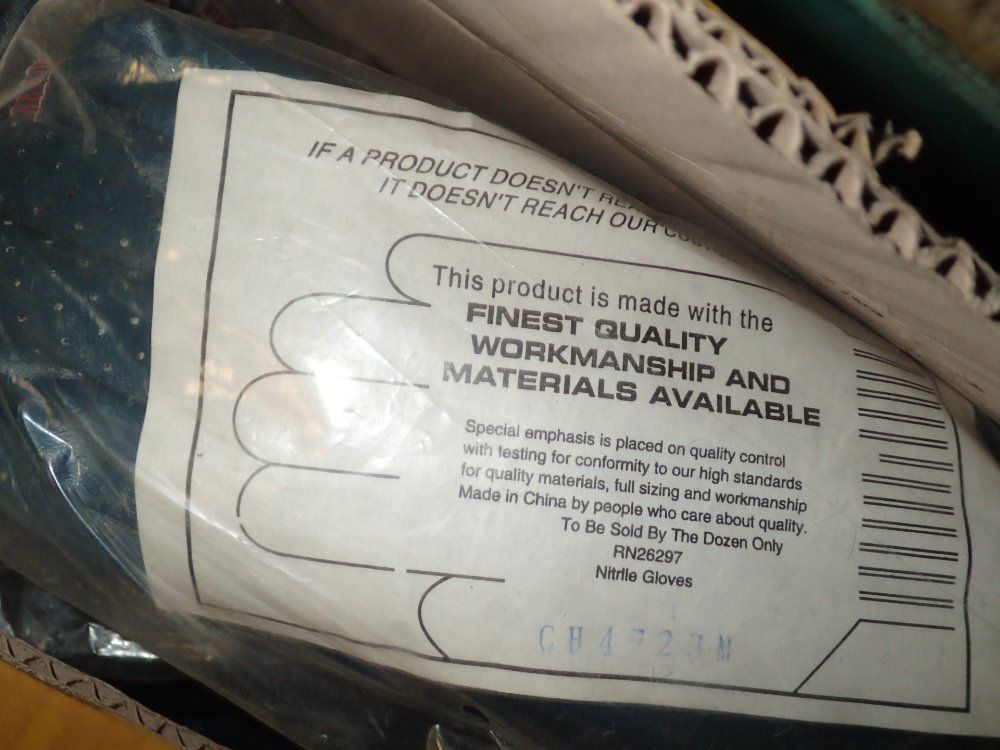 IF A PRODUCT DOESN'T
IT DOESN'T REACH OUR
This product is made with the
FINEST QUALITY
WORKMANSHIP AND
MATERIALS AVAILABLE
Special emphasis is placed on quality control
with testing for conformity to our high standards
for quality materials, full sizing and workmanship
Made in China by people who care about quality.
To Be Sold By The Dozen Only
RN26297
Nitrile Gloves
CH4723M